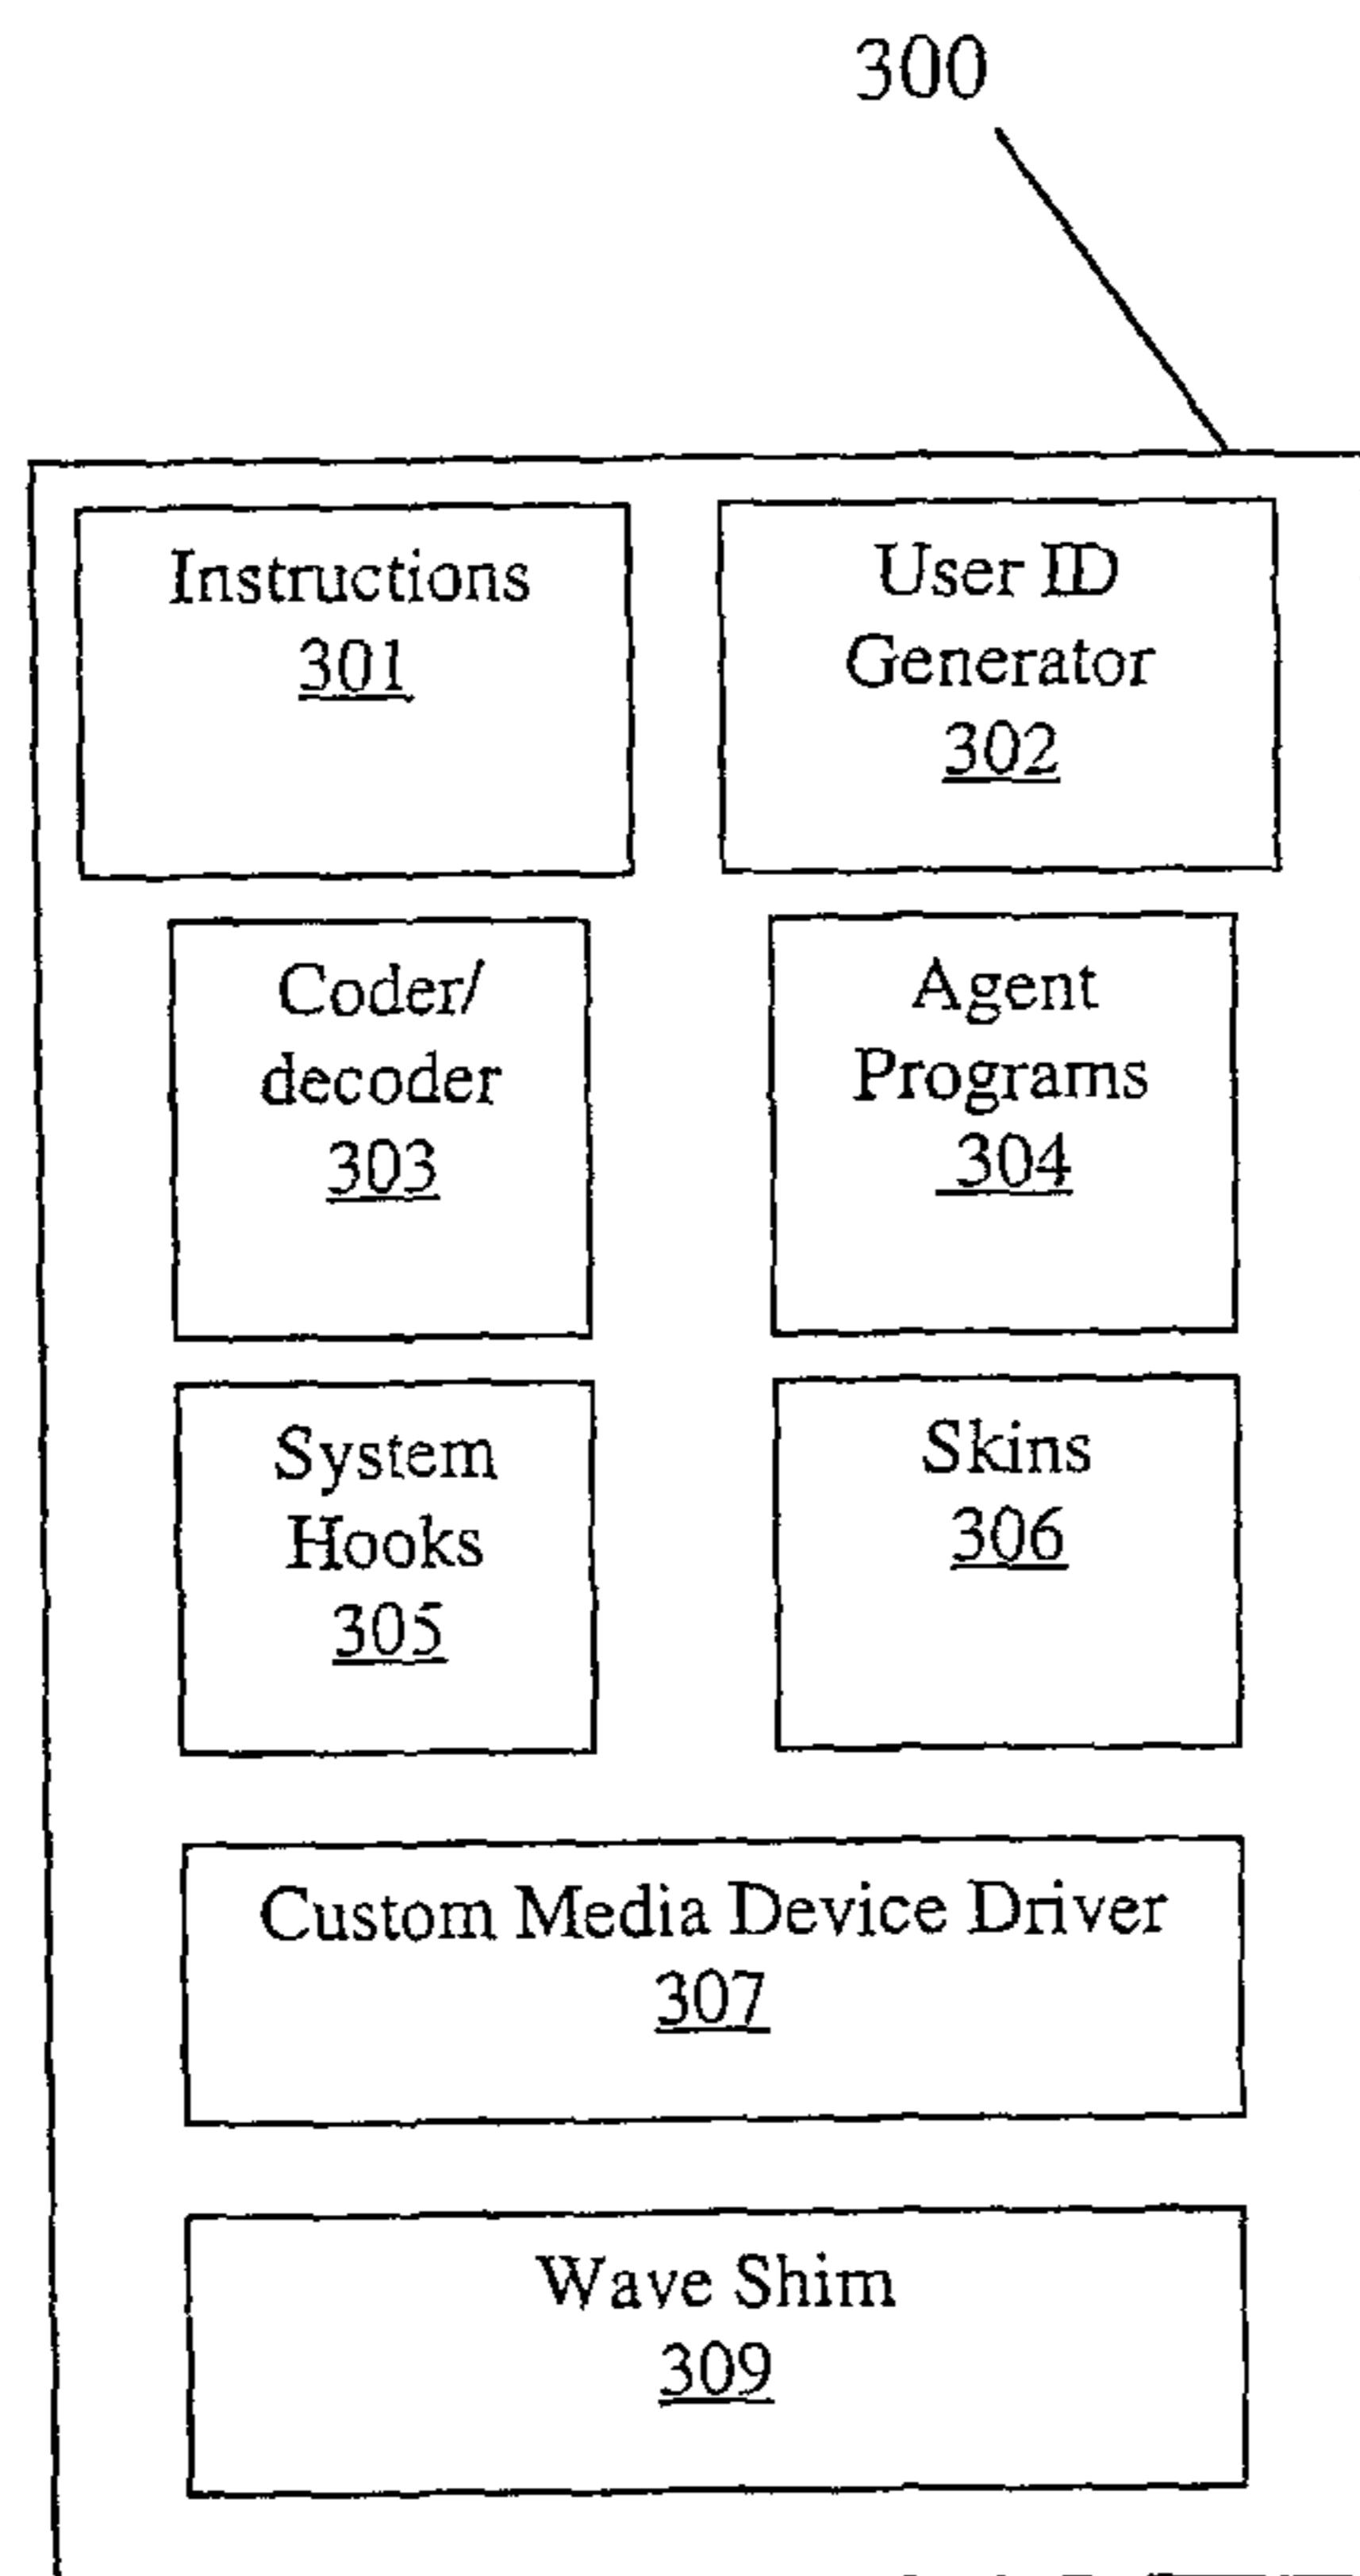 300
Instructions
301
User ID
Generator
302
Coder/
decoder
303
Agent
Programs
304
System
Hooks
305
Skins
306
Custom Media Device Driver
307
Wave Shim
309